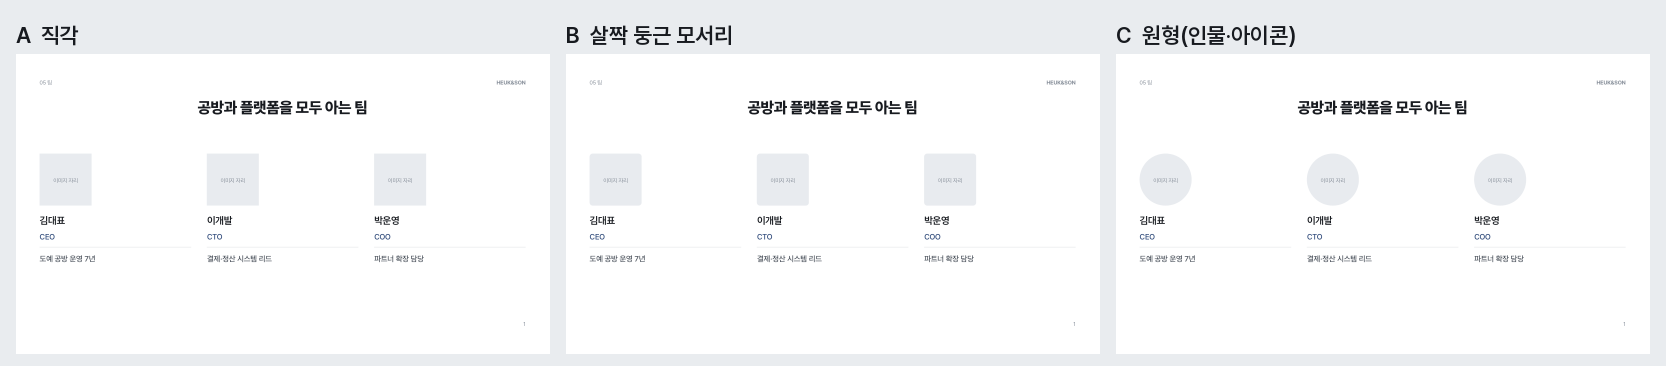 A 직각
05 팀
HEUK&SON
공방과 플랫폼을 모두 아는 팀
이미지 자리
이미지 자리
이미지 자리
김대표
이개발
박운영
CEO
CTO
COO
도예 공방 운영 7년
결제·정산 시스템 리드
파트너 확장 담당
1
B 살짝 둥근 모서리
05 팀
HEUK&SON
공방과 플랫폼을 모두 아는 팀
이미지 자리
이미지 자리
이미지 자리
김대표
이개발
박운영
CEO
CTO
COO
도예 공방 운영 7년
결제·정산 시스템 리드
파트너 확장 담당
1
C 원형(인물·아이콘)
05 팀
HEUK&SON
공방과 플랫폼을 모두 아는 팀
이미지 자리
이미지 자리
이미지 자리
김대표
이개발
박운영
CEO
CTO
COO
도예 공방 운영 7년
결제·정산 시스템 리드
파트너 확장 담당
1